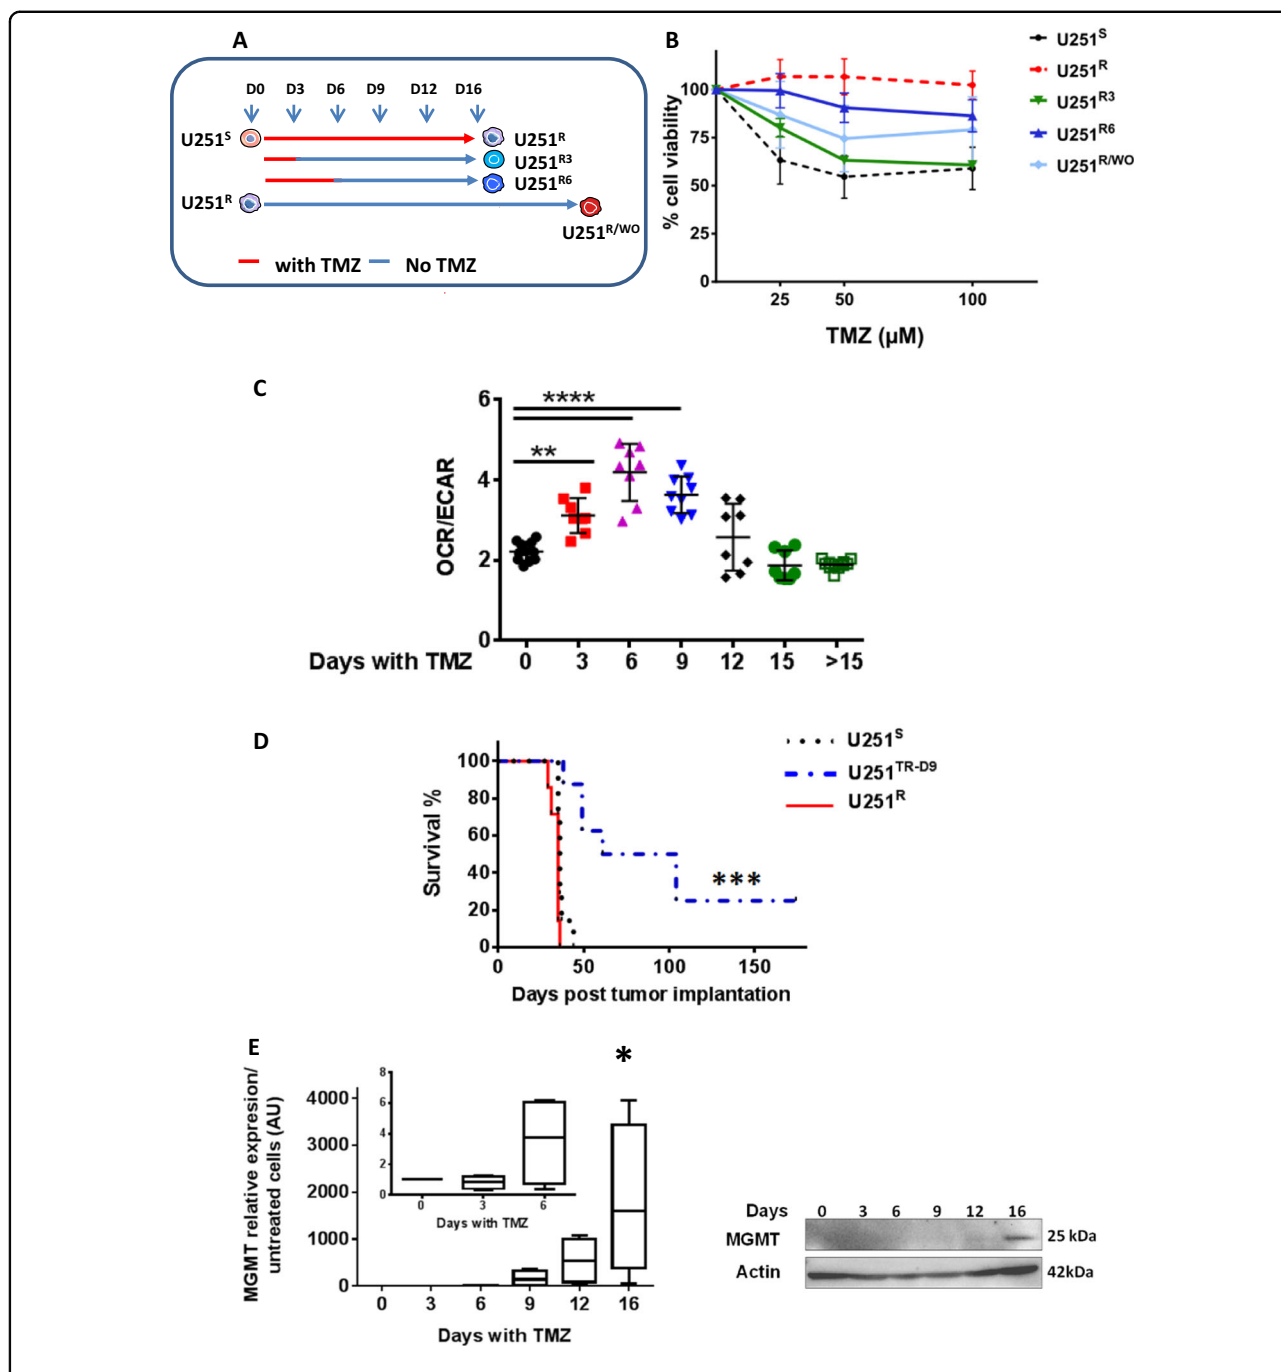 A
D0 D3 D6 D9 D12 D16
U251S
U251R
U251R3
U251R6
U251R
U251R/WO
with TMZ No TMZ
B
% cell viability
100
75
50
25
0
25 50 100
TMZ (µM)
U251S
U251R
U251R3
U251R6
U251R/WO
C
OCR/ECAR
6
4
2
0
**
****
Days with TMZ 0 3 6 9 12 15 >15
D
Survival %
100
80
60
40
20
0
0 50 100 150
Days post tumor implantation
***
U251S
U251TR-D9
U251R
E
MGMT relative expresion/
untreated cells (AU)
4000
3000
2000
1000
0
0 3 6 9 12 16
Days with TMZ
*
8
6
4
2
0
0 3 6
Days with TMZ
Days 0 3 6 9 12 16
MGMT 25 kDa
Actin 42kDa